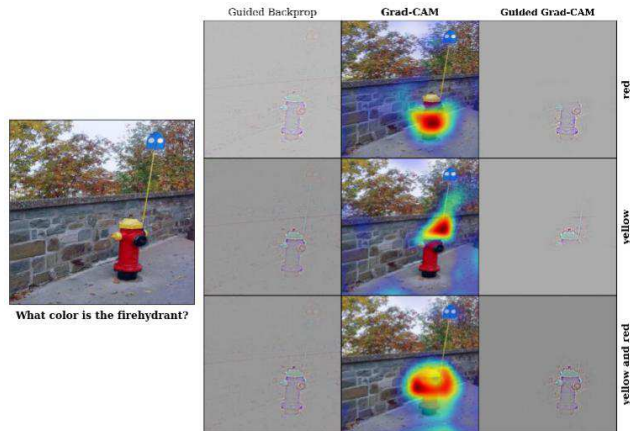 Guided Backprop
Grad-CAM
Guided Grad-CAM
red
yellow
yellow and red
What color is the firehydrant?